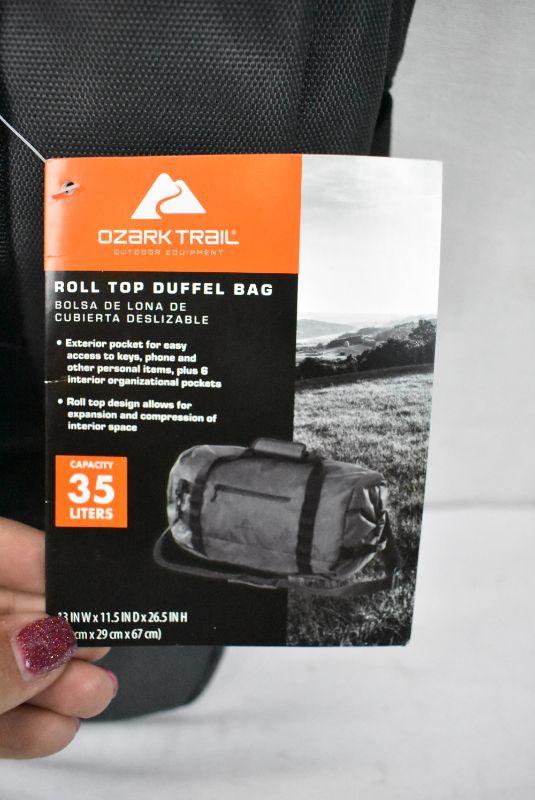 OZARK TRAIL®
OUTDOOR EQUIPMENT
ROLL TOP DUFFEL BAG
BOLSA DE LONA DE
CUBIERTA DESLIZABLE
• Exterior pocket for easy
access to keys, phone and
other personal items, plus 6
interior organizational pockets
• Roll top design allows for
expansion and compression of
interior space
CAPACITY
35
LITERS
13 IN W x 11.5 IN D x 26.5 IN H
cm x 29 cm x 67 cm)